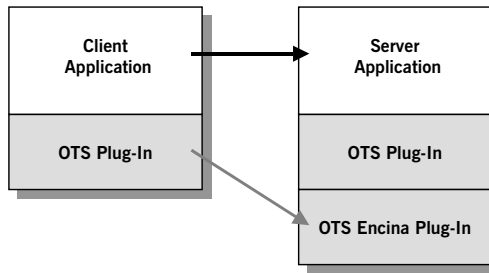 Client
Application
Server
Application
OTS Plug-In
OTS Plug-In
OTS Encina Plug-In